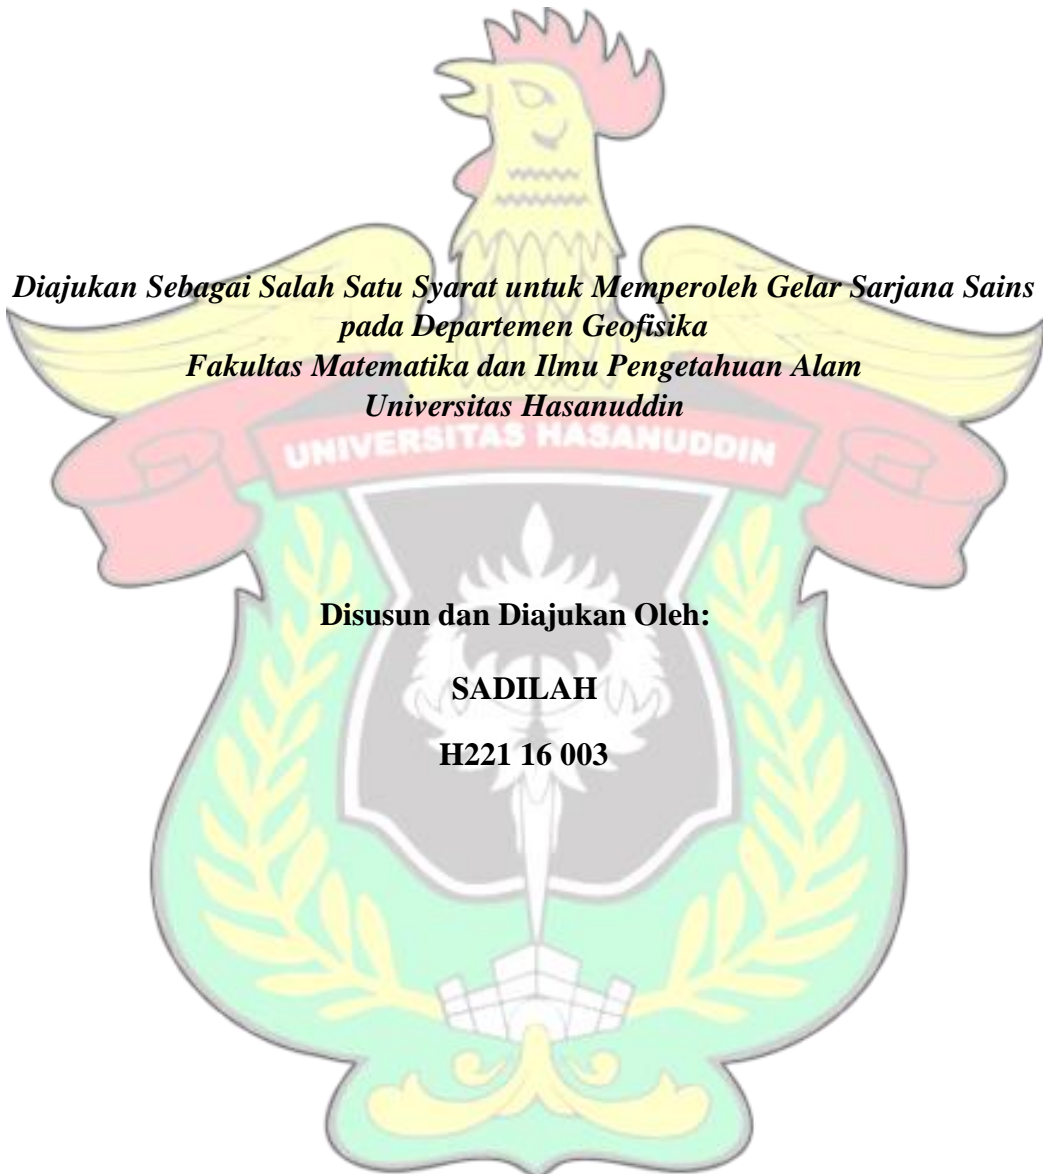 Diajukan Sebagai Salah Satu Syarat untuk Memperoleh Gelar Sarjana Sains
pada Departemen Geofisika
Fakultas Matematika dan Ilmu Pengetahuan Alam
Universitas Hasanuddin
UNIVERSITAS HASANUDDIN
Disusun dan Diajukan Oleh:
SADILAH
H221 16 003